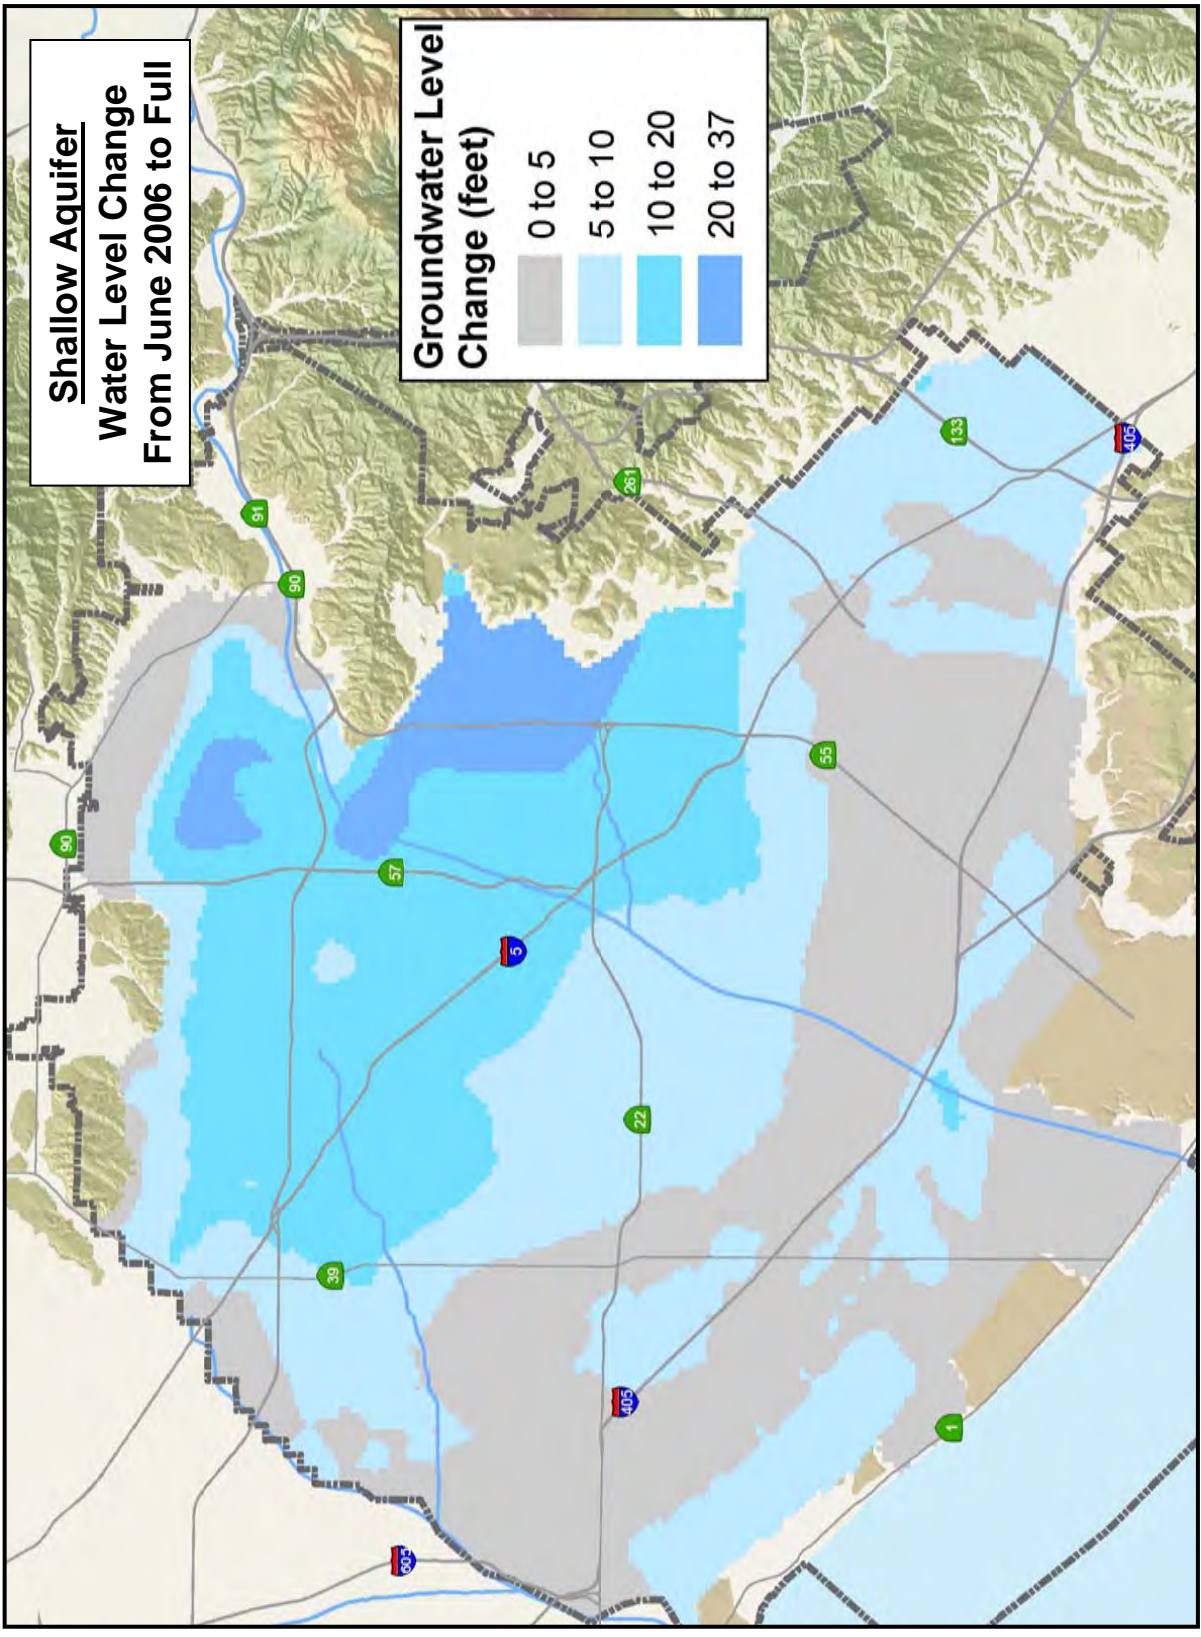 Shallow Aquifer
Water Level Change
From June 2006 to Full
Groundwater Level
Change (feet)
0 to 5
5 to 10
10 to 20
20 to 37
90
91
90
57
5
39
22
261
55
133
405
405
605
1